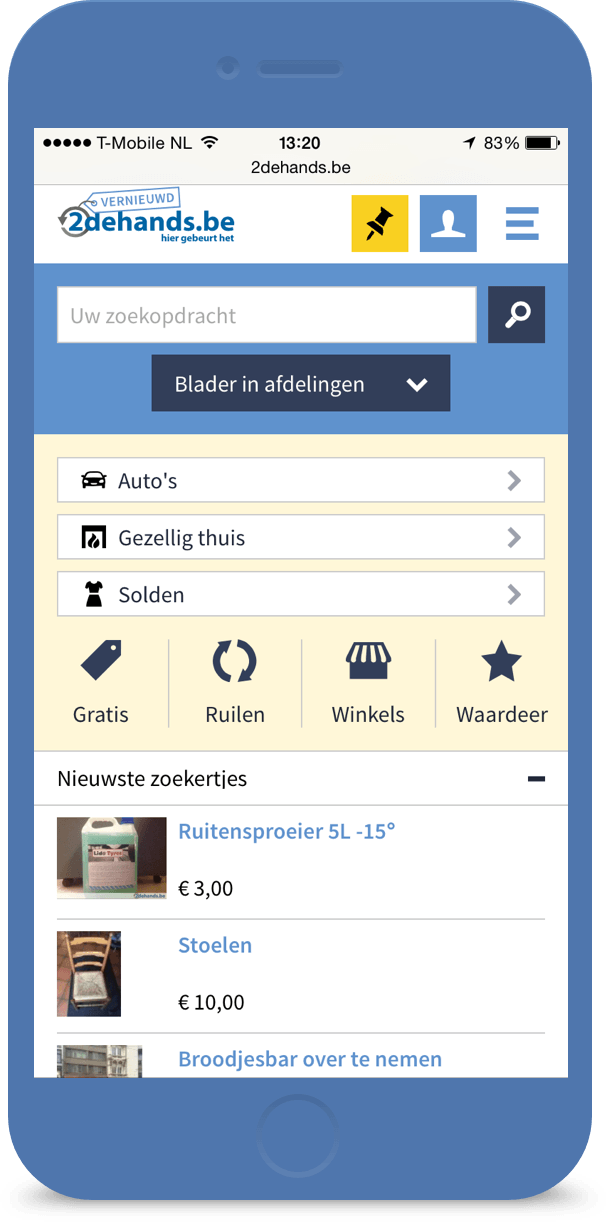 T-Mobile NL 13:20 83%
2dehands.be
VERNIEUWD
2dehands.be
hier gebeurt het
Uw zoekopdracht
Blader in afdelingen
Auto's
Gezellig thuis
Solden
Gratis Ruilen Winkels Waardeer
Nieuwste zoekertjes
Ruitensproeier 5L -15°
€ 3,00
Stoelen
€ 10,00
Broodjesbar over te nemen